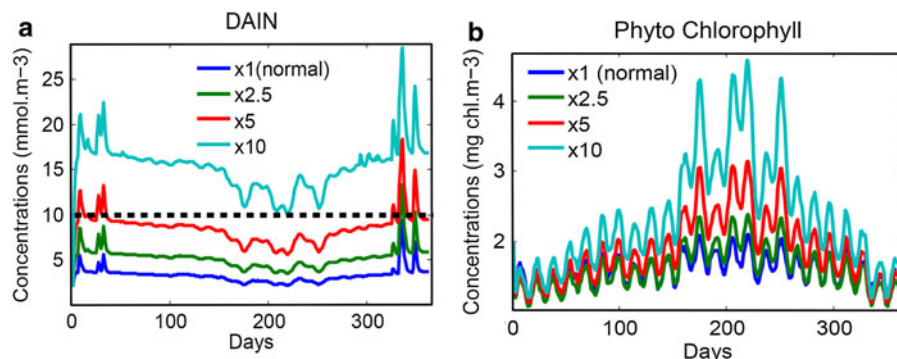 a
DAIN
Concentrations (mmol.m-3)
25
20
15
10
5
x1(normal)
x2.5
x5
x10
0
100
200
300
Days
b
Phyto Chlorophyll
Concentrations (mg chl.m-3)
4
3
2
x1 (normal)
x2.5
x5
x10
0
100
200
300
Days